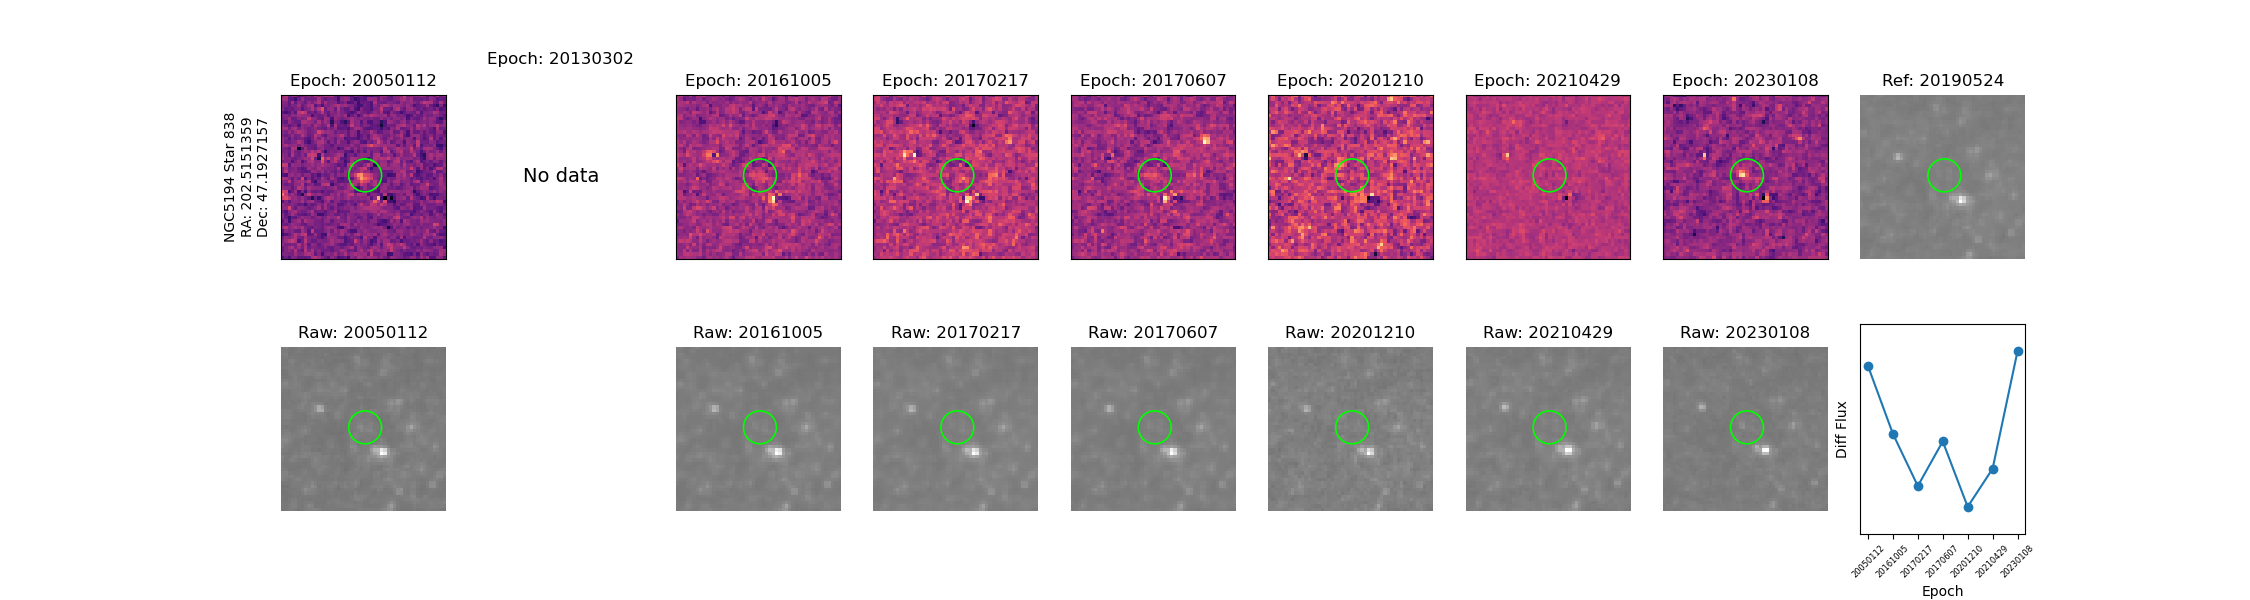 NGC5194 Star 838
RA: 202.5151359
Dec: 47.1927157
Epoch: 20050112
Epoch: 20130302
No data
Epoch: 20161005
Epoch: 20170217
Epoch: 20170607
Epoch: 20201210
Epoch: 20210429
Epoch: 20230108
Ref: 20190524
Raw: 20050112
Raw: 20161005
Raw: 20170217
Raw: 20170607
Raw: 20201210
Raw: 20210429
Raw: 20230108
Diff Flux
20050112
20161005
20170217
20170607
20201210
20210429
20230108
Epoch